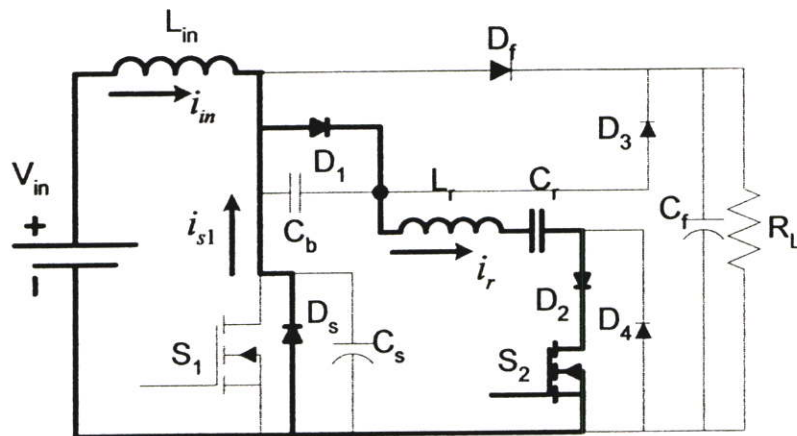 L_in
D_f
i_in
D_1
D_3
V_in
L_r
C_r
+
C_b
C_f
R_L
i_s1
i_r
D_s
D_2
D_4
S_1
C_s
S_2